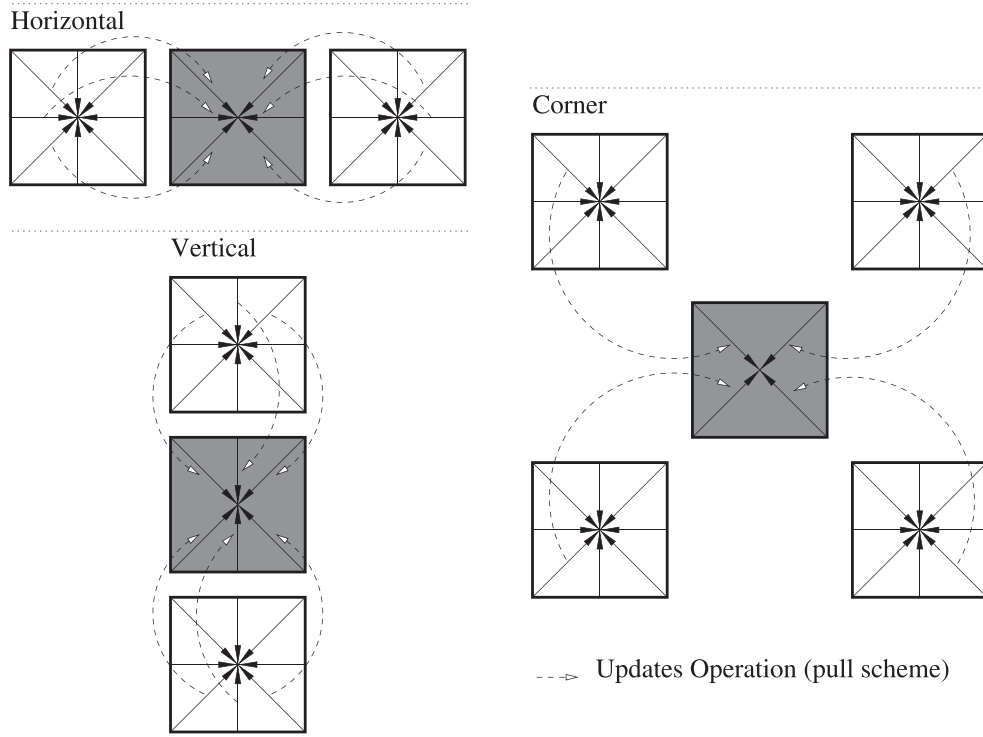 Horizontal
Corner
Vertical
Updates Operation (pull scheme)